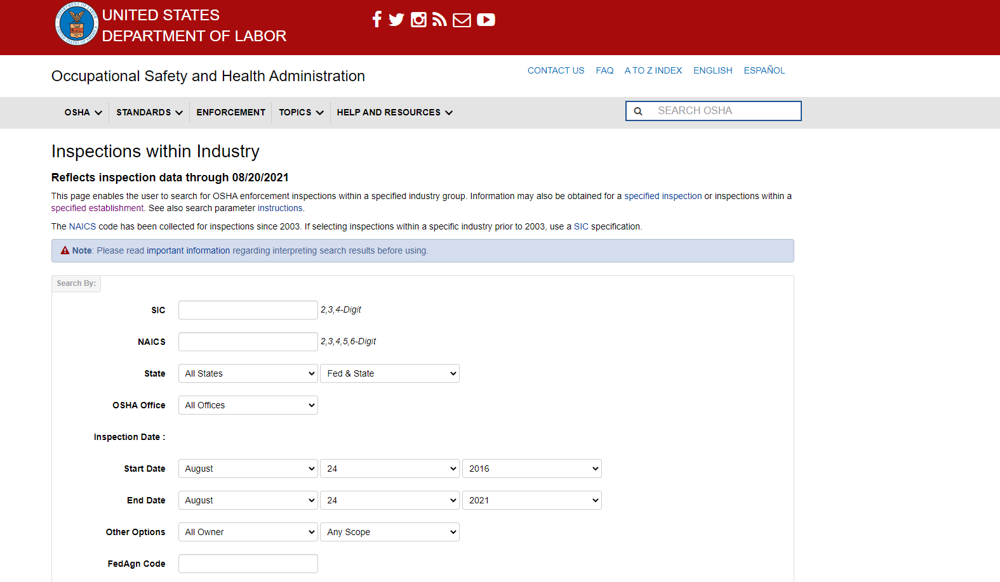 UNITED STATES
DEPARTMENT OF LABOR
Occupational Safety and Health Administration
CONTACT US FAQ A TO Z INDEX ENGLISH ESPAÑOL
OSHA STANDARDS ENFORCEMENT TOPICS HELP AND RESOURCES SEARCH OSHA
Inspections within Industry
Reflects inspection data through 08/20/2021
This page enables the user to search for OSHA enforcement inspections within a specified industry group. Information may also be obtained for a specified inspection or inspections within a
specified establishment. See also search parameter instructions.
The NAICS code has been collected for inspections since 2003. If selecting inspections within a specific industry prior to 2003, use a SIC specification.
Note: Please read important information regarding interpreting search results before using.
Search By:
SIC 2,3,4-Digit
NAICS 2,3,4,5,6-Digit
State All States Fed & State
OSHA Office All Offices
Inspection Date :
Start Date August 24 2016
End Date August 24 2021
Other Options All Owner Any Scope
FedAgn Code